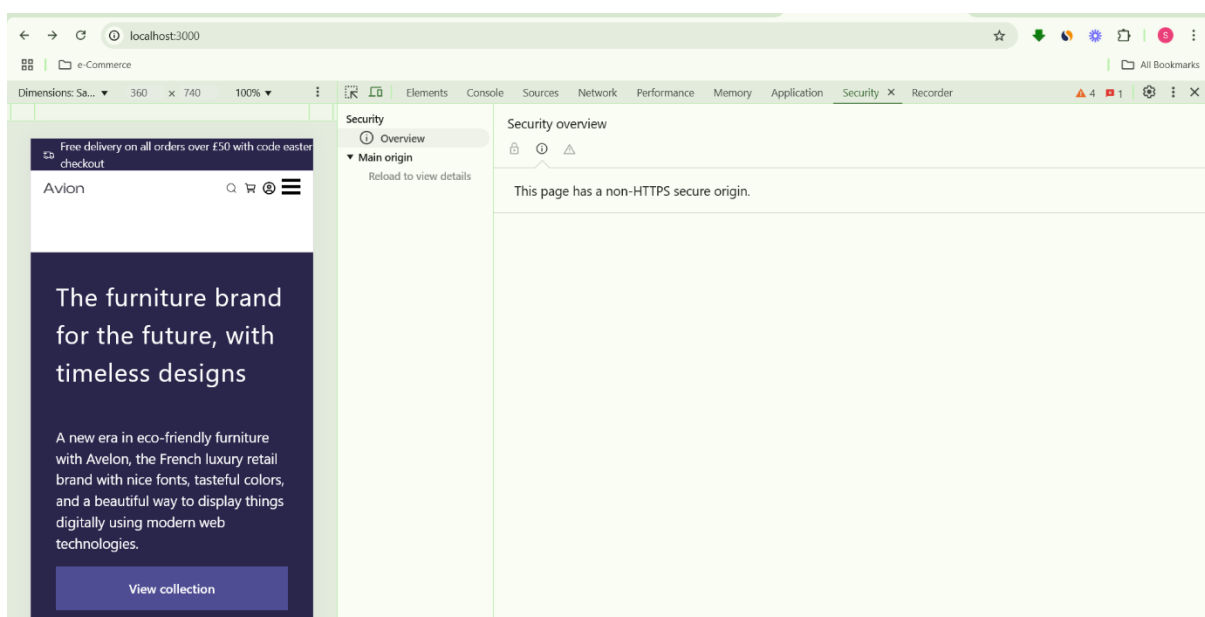 localhost:3000
S
e-Commerce
All Bookmarks
Dimensions: Sa... ▼ 360 × 740 100% ▼
Elements Console Sources Network Performance Memory Application Security × Recorder
4 1
Security
Overview
▼ Main origin
Reload to view details
Security overview
This page has a non-HTTPS secure origin.
Free delivery on all orders over £50 with code easter
checkout
Avion
The furniture brand
for the future, with
timeless designs
A new era in eco-friendly furniture
with Avelon, the French luxury retail
brand with nice fonts, tasteful colors,
and a beautiful way to display things
digitally using modern web
technologies.
View collection